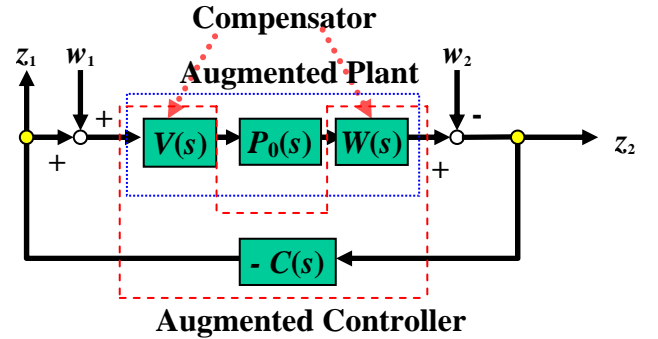 Compensator
z₁
w₁
w₂
Augmented Plant
+
-
V(s)
P₀(s)
W(s)
+
+
z₂
- C(s)
Augmented Controller